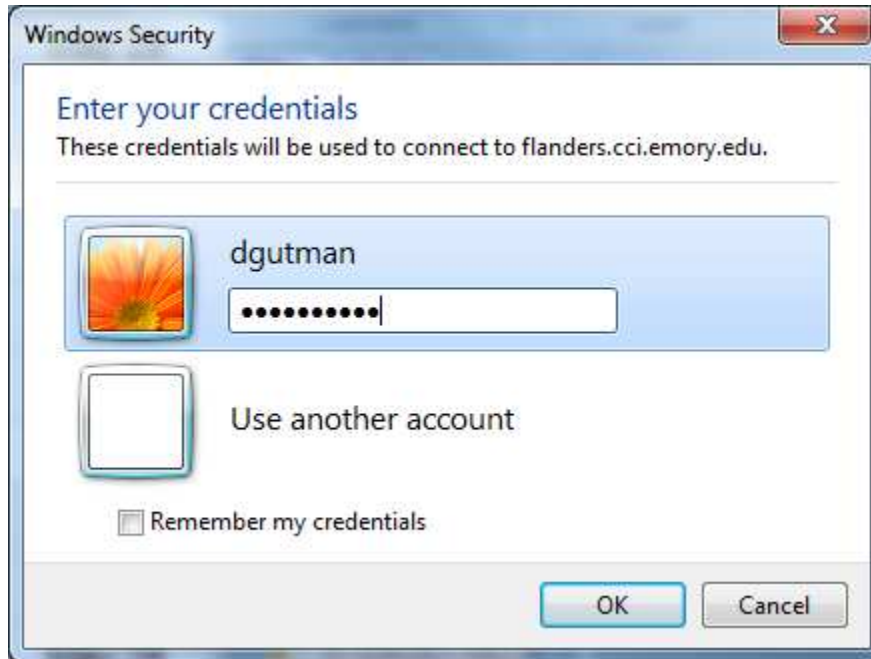 Windows Security
Enter your credentials
These credentials will be used to connect to flanders.cci.emory.edu.
dgutman
••••••••••
Use another account
Remember my credentials
OK
Cancel